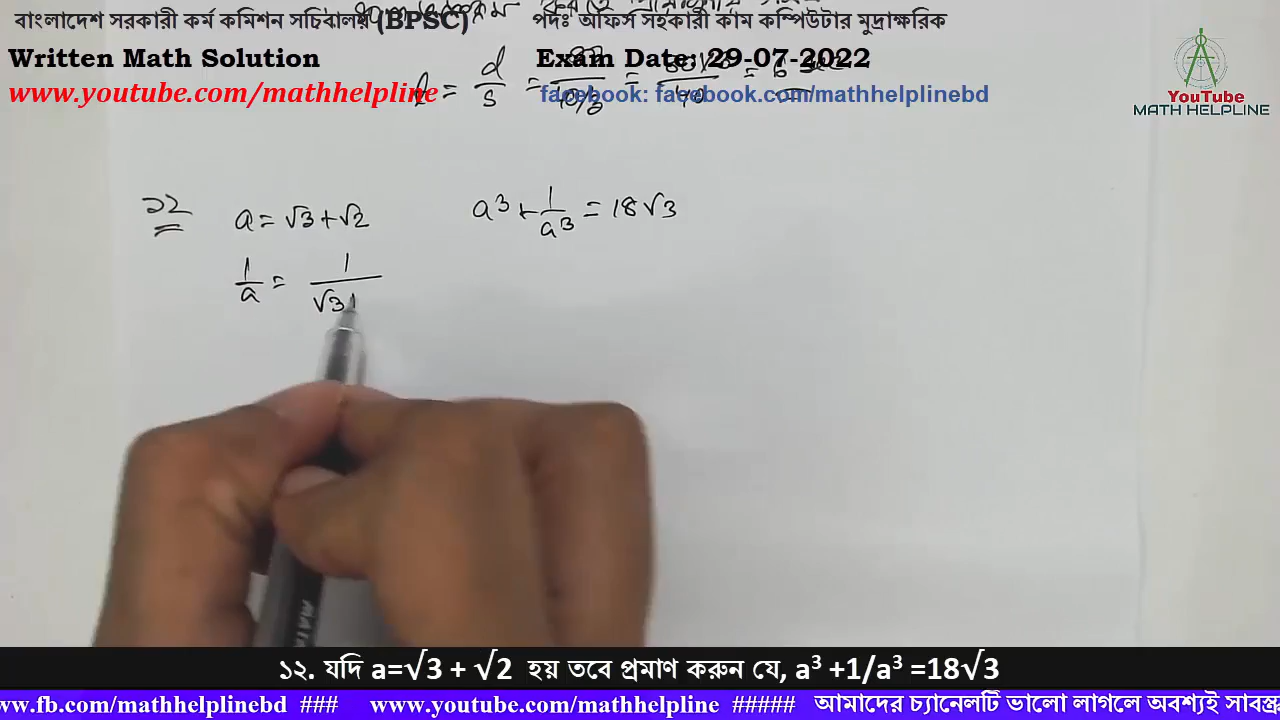 বাংলাদেশ সরকারী কর্ম কমিশন সচিবালয় (BPSC) পদঃ অফিস সহকারী কাম কম্পিউটার মুদ্রাক্ষরিক
Written Math Solution Exam Date: 29-07-2022
www.youtube.com/mathhelpline facebook: facebook.com/mathhelplinebd
YouTube
MATH HELPLINE
= d/s =
১২ a = √3 + √2 a³ + 1/a³ = 18√3
1/a = 1/√3
১২. যদি a=√3 + √2 হয় তবে প্রমাণ করুন যে, a³ +1/a³ =18√3
ww.fb.com/mathhelplinebd ### www.youtube.com/mathhelpline ##### আমাদের চ্যানেলটি ভালো লাগলে অবশ্যই সাবস্ক্র